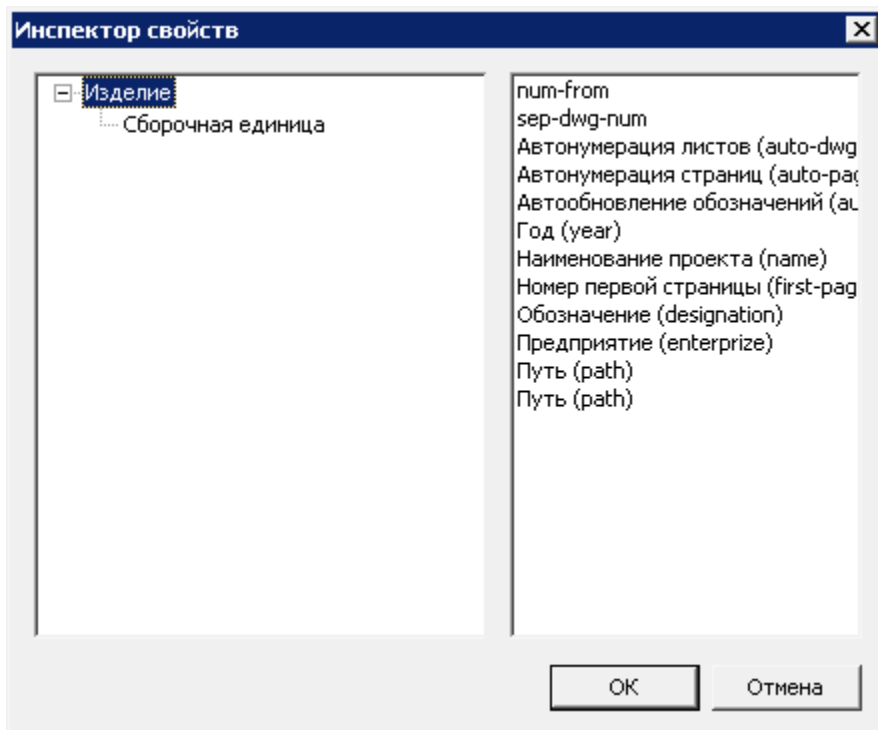 Инспектор свойств
Изделие
Сборочная единица
num-from
sep-dwg-num
Автонумерация листов (auto-dwg
Автонумерация страниц (auto-pag
Автообновление обозначений (au
Год (year)
Наименование проекта (name)
Номер первой страницы (first-pag
Обозначение (designation)
Предприятие (enterprize)
Путь (path)
Путь (path)
ОК
Отмена